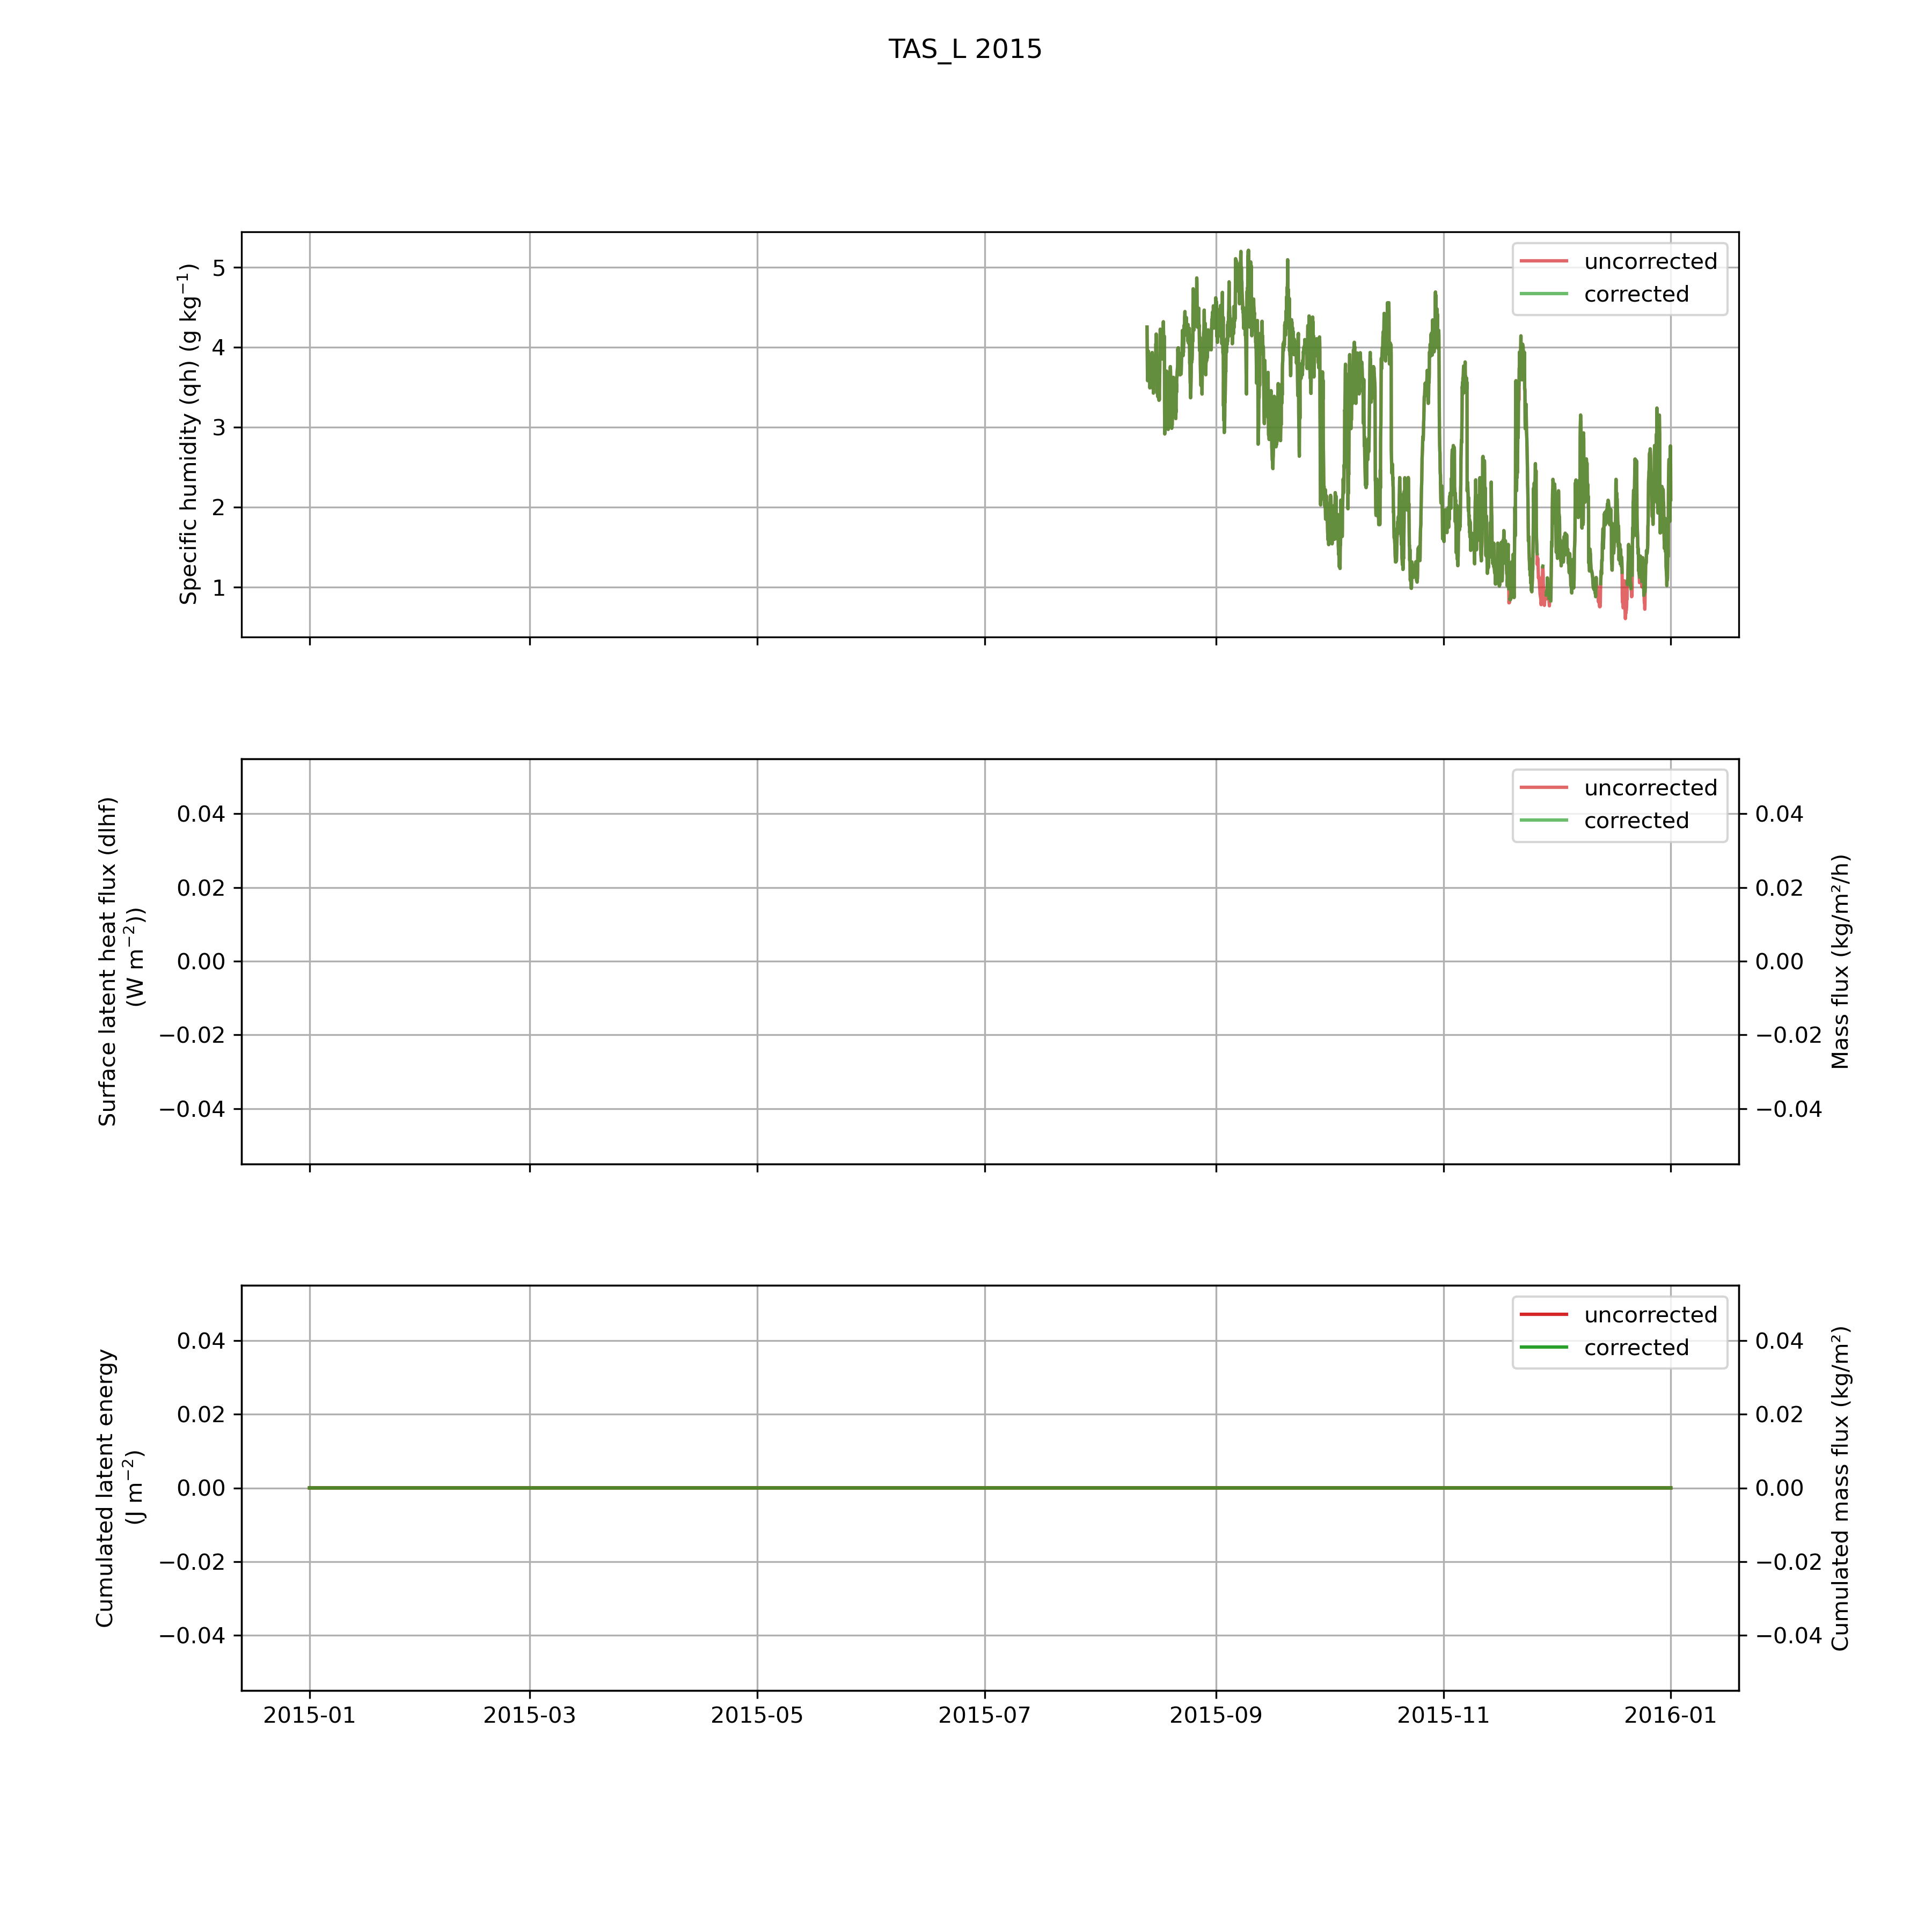 TAS_L 2015
Specific humidity (qh) (g kg⁻¹)
5
4
3
2
1
uncorrected
corrected
Surface latent heat flux (dlhf)
(W m⁻²))
0.04
0.02
0.00
−0.02
−0.04
uncorrected
corrected
0.04
0.02
0.00
−0.02
−0.04
Mass flux (kg/m²/h)
Cumulated latent energy
(J m⁻²)
0.04
0.02
0.00
−0.02
−0.04
uncorrected
corrected
0.04
0.02
0.00
−0.02
−0.04
Cumulated mass flux (kg/m²)
2015-01 2015-03 2015-05 2015-07 2015-09 2015-11 2016-01